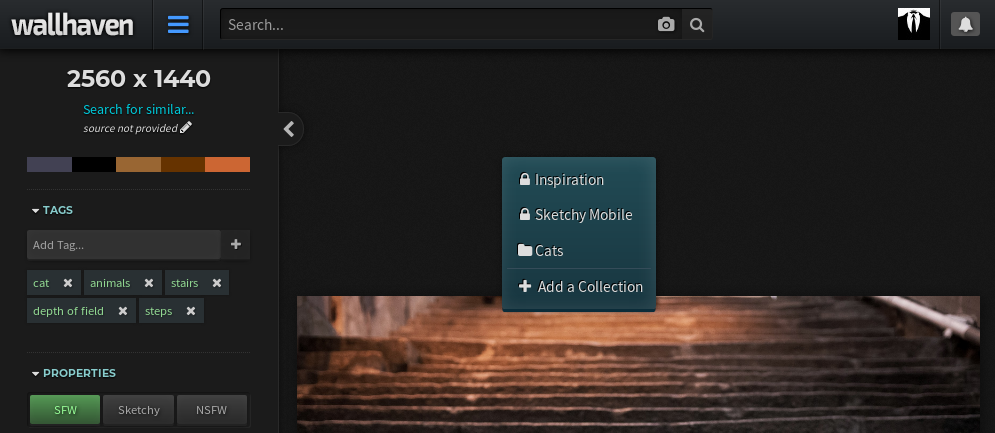 wallhaven
Search...
2560 x 1440
Search for similar...
source not provided
TAGS
Add Tag...
cat animals stairs
depth of field steps
PROPERTIES
SFW Sketchy NSFW
Inspiration
Sketchy Mobile
Cats
Add a Collection